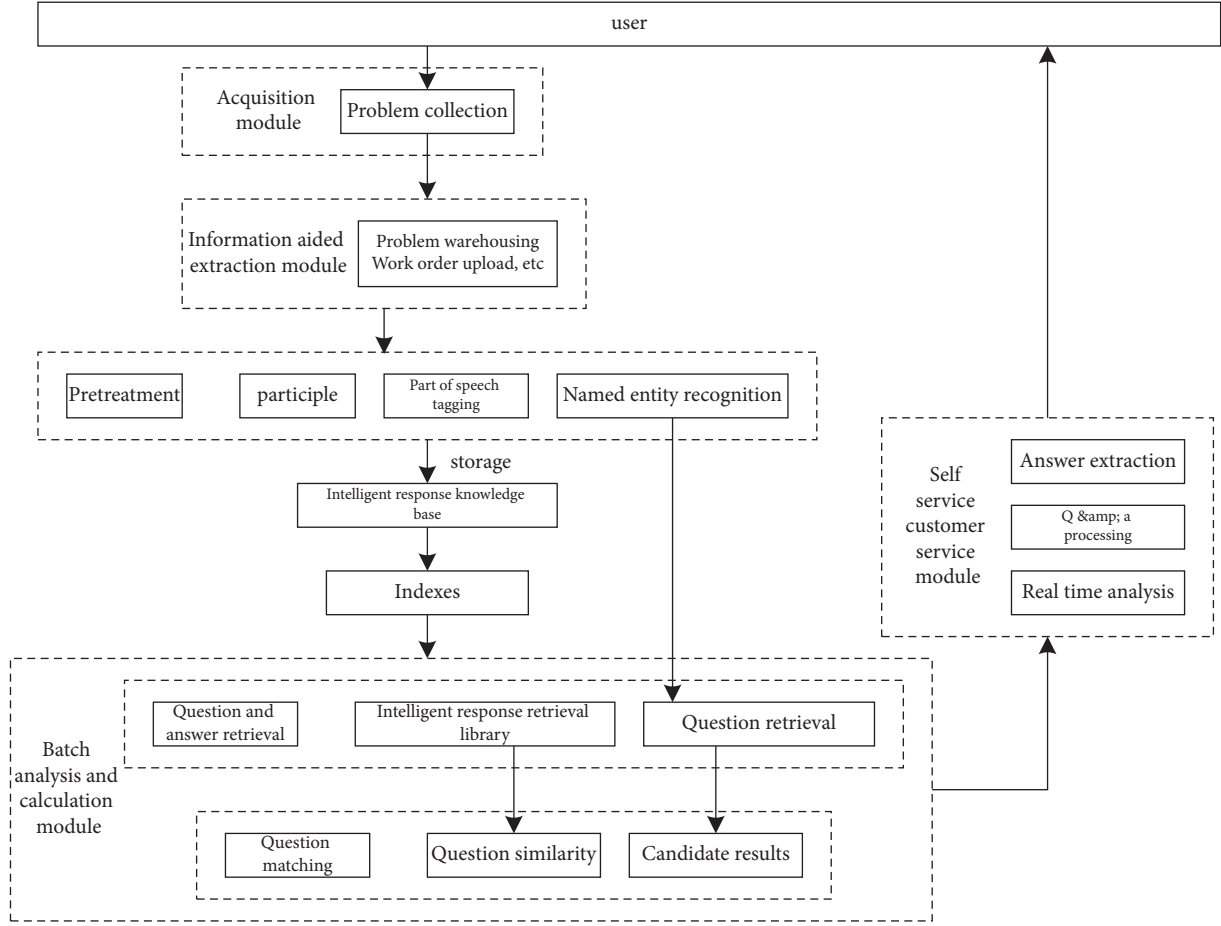 user
Acquisition
module
Problem collection
Information aided
extraction module
Problem warehousing
Work order upload, etc
Pretreatment
participle
Part of speech
tagging
Named entity recognition
storage
Intelligent response knowledge
base
Indexes
Self
service
customer
service
module
Answer extraction
Q &amp; a
processing
Real time analysis
Batch
analysis and
calculation
module
Question and
answer retrieval
Intelligent response retrieval
library
Question retrieval
Question
matching
Question similarity
Candidate results